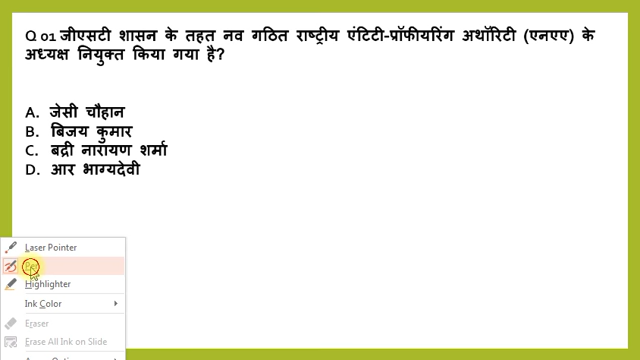 Q 01 जीएसटी शासन के तहत नव गठित राष्ट्रीय एंटिटी-प्रॉफीयरिंग अथॉरिटी (एनएए) के
अध्यक्ष नियुक्त किया गया है?
A. जेसी चौहान
B. बिजय कुमार
C. बद्री नारायण शर्मा
D. आर भाग्यदेवी
Laser Pointer
Highlighter
Ink Color
Eraser
Erase All Ink on Slide